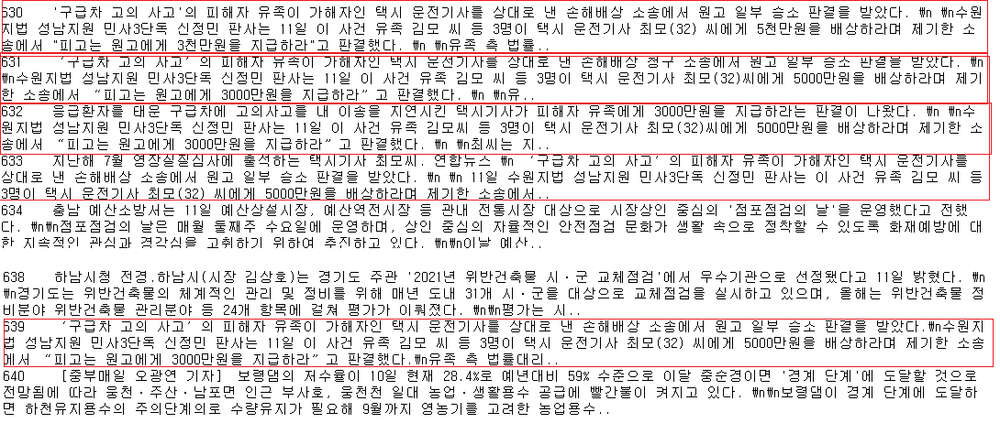 530 '구급차 고의 사고'의 피해자 유족이 가해자인 택시 운전기사를 상대로 낸 손해배상 소송에서 원고 일부 승소 판결을 받았다. ₩n ₩n수원
지법 성남지원 민사3단독 신정민 판사는 11일 이 사건 유족 김모 씨 등 3명이 택시 운전기사 최모(32) 씨에게 5천만원을 배상하라며 제기한 소
송에서 "피고는 원고에게 3천만원을 지급하라"고 판결했다. ₩n ₩n유족 측 법률..
631 ‘구급차 고의 사고’ 의 피해자 유족이 가해자인 택시 운전기사를 상대로 낸 손해배상 청구 소송에서 원고 일부 승소 판결을 받았다. ₩n
₩n수원지법 성남지원 민사3단독 신정민 판사는 11일 이 사건 유족 김모 씨 등 3명이 택시 운전기사 최모(32)씨에게 5000만원을 배상하라며 제기
한 소송에서 “피고는 원고에게 3000만원을 지급하라” 고 판결했다. ₩n ₩n유..
632 응급환자를 태운 구급차에 고의사고를 내 이송을 지연시킨 택시기사가 피해자 유족에게 3000만원을 지급하라는 판결이 나왔다. ₩n ₩n수
원지법 성남지원 민사3단독 신정민 판사는 11일 이 사건 유족 김모씨 등 3명이 택시 운전기사 최모(32)씨에게 5000만원을 배상하라며 제기한 소
송에서 “피고는 원고에게 3000만원을 지급하라” 고 판결했다. ₩n ₩n최씨는 지..
633 지난해 7월 영장실질심사에 출석하는 택시기사 최모씨. 연합뉴스 ₩n ‘구급차 고의 사고’ 의 피해자 유족이 가해자인 택시 운전기사를
상대로 낸 손해배상 소송에서 원고 일부 승소 판결을 받았다. ₩n ₩n 11일 수원지법 성남지원 민사3단독 신정민 판사는 이 사건 유족 김모 씨 등
3명이 택시 운전기사 최모(32) 씨에게 5000만원을 배상하라며 제기한 소송에서..
634 충남 예산소방서는 11일 예산상설시장, 예산역전시장 등 관내 전통시장 대상으로 시장상인 중심의 '점포점검의 날'을 운영했다고 전했
다. ₩n₩n점포점검의 날은 매월 둘째주 수요일에 운영하며, 상인 중심의 자율적인 안전점검 문화가 생활 속으로 정착할 수 있도록 화재예방에 대
한 지속적인 관심과 경각심을 고취하기 위하여 추진하고 있다. ₩n₩n이날 예산..
638 하남시청 전경.하남시(시장 김상호)는 경기도 주관 '2021년 위반건축물 시·군 교체점검'에서 우수기관으로 선정됐다고 11일 밝혔다. ₩n
₩n경기도는 위반건축물의 체계적인 관리 및 정비를 위해 매년 도내 31개 시·군을 대상으로 교체점검을 실시하고 있으며, 올해는 위반건축물 정
비분야 위반건축물 관리분야 등 24개 항목에 걸쳐 평가가 이뤄졌다. ₩n₩n평가는 시..
639 ‘구급차 고의 사고’ 의 피해자 유족이 가해자인 택시 운전기사를 상대로 낸 손해배상 소송에서 원고 일부 승소 판결을 받았다.₩n수원지
법 성남지원 민사3단독 신정민 판사는 11일 이 사건 유족 김모 씨 등 3명이 택시 운전기사 최모(32) 씨에게 5000만원을 배상하라며 제기한 소송
에서 “피고는 원고에게 3000만원을 지급하라” 고 판결했다.₩n유족 측 법률대리..
640 [중부매일 오광연 기자] 보령댐의 저수율이 10일 현재 28.4%로 예년대비 59% 수준으로 이달 중순경이면 '경계 단계'에 도달할 것으로
전망됨에 따라 웅천·주산·남포면 인근 부사호, 웅천천 일대 농업·생활용수 공급에 빨간불이 켜지고 있다. ₩n₩n보령댐이 경계 단계에 도달하
면 하천유지용수의 주의단계의로 수량유지가 필요해 9월까지 영농기를 고려한 농업용수..